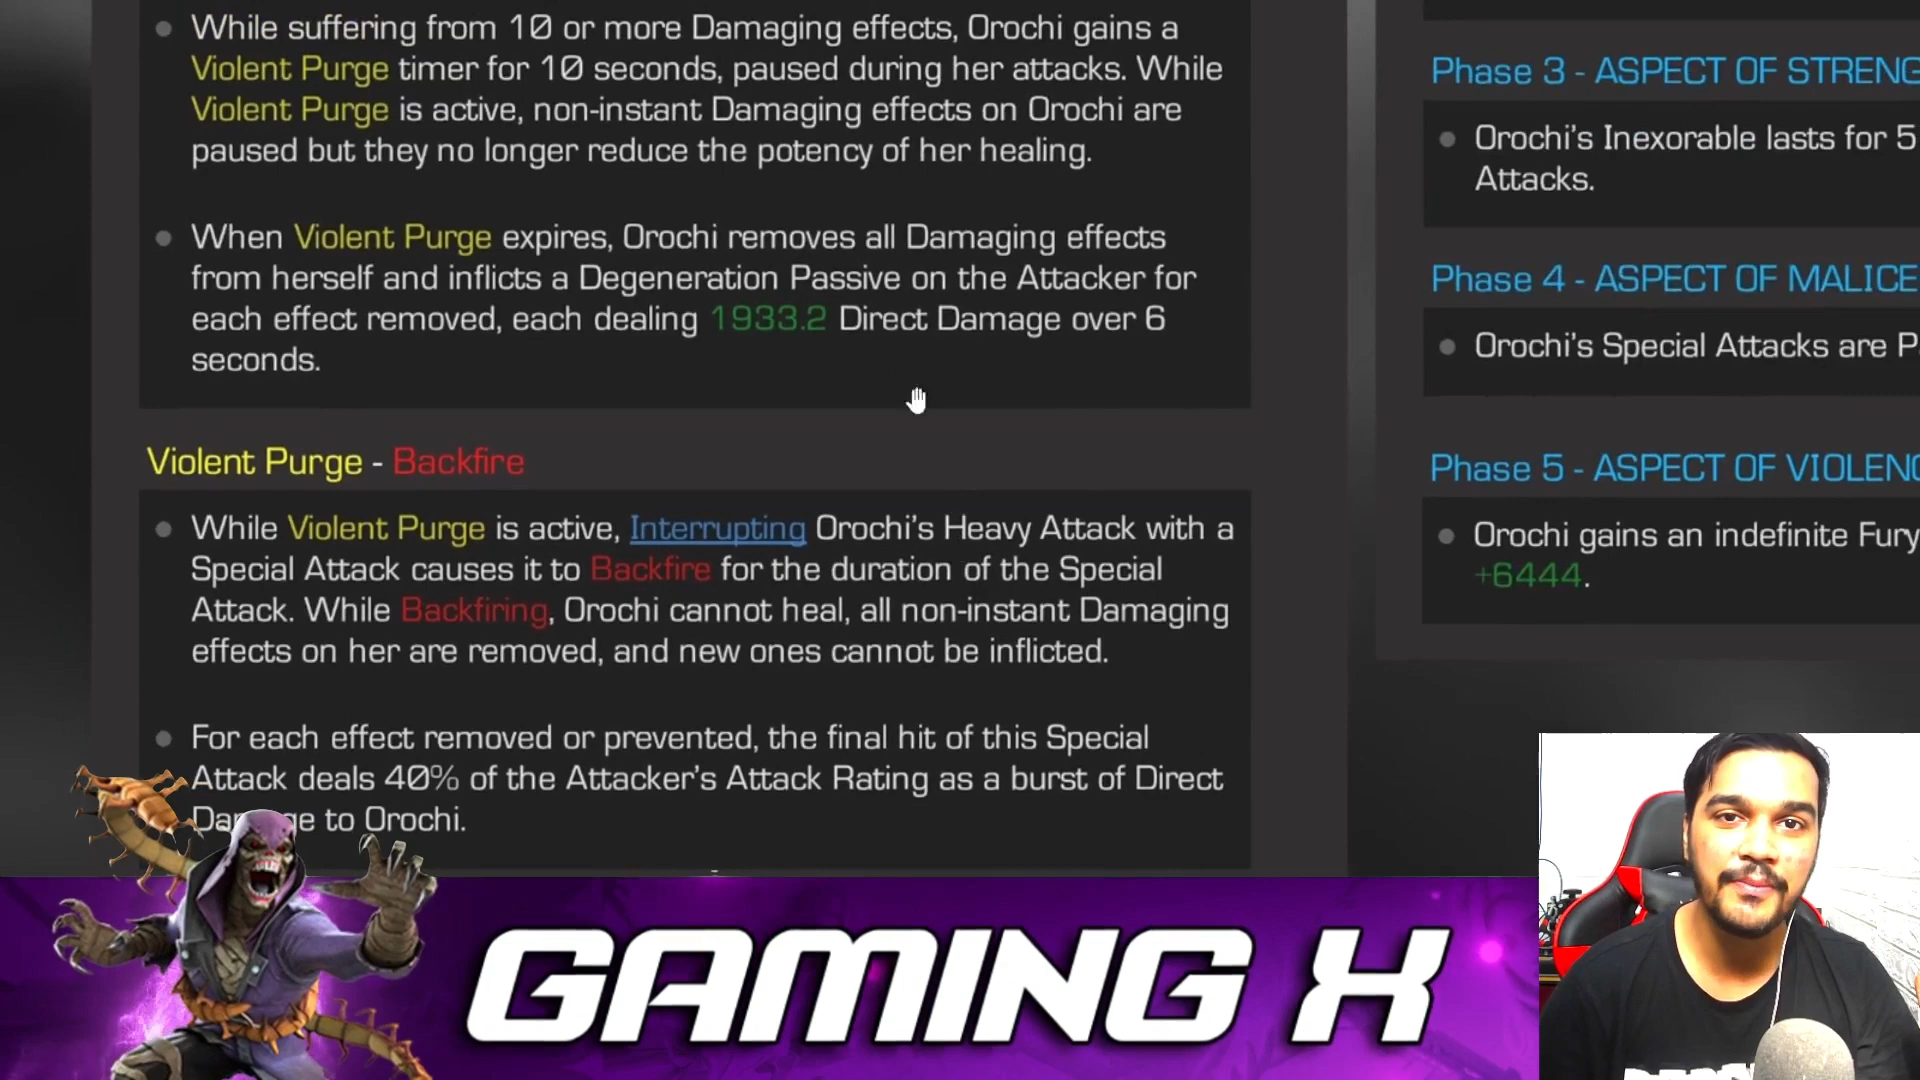 While suffering from 10 or more Damaging effects, Orochi gains a
Violent Purge timer for 10 seconds, paused during her attacks. While
Violent Purge is active, non-instant Damaging effects on Orochi are
paused but they no longer reduce the potency of her healing.
When Violent Purge expires, Orochi removes all Damaging effects
from herself and inflicts a Degeneration Passive on the Attacker for
each effect removed, each dealing 1933.2 Direct Damage over 6
seconds.
Violent Purge - Backfire
While Violent Purge is active, Interrupting Orochi's Heavy Attack with a
Special Attack causes it to Backfire for the duration of the Special
Attack. While Backfiring, Orochi cannot heal, all non-instant Damaging
effects on her are removed, and new ones cannot be inflicted.
For each effect removed or prevented, the final hit of this Special
Attack deals 40% of the Attacker's Attack Rating as a burst of Direct
to Orochi.
Phase 3 - ASPECT OF STRENG
Orochi's Inexorable lasts for 5
Attacks.
Phase 4 - ASPECT OF MALICE
Orochi's Special Attacks are P
Phase 5 - ASPECT OF VIOLENC
Orochi gains an indefinite Fury
+6444.
GAMING X